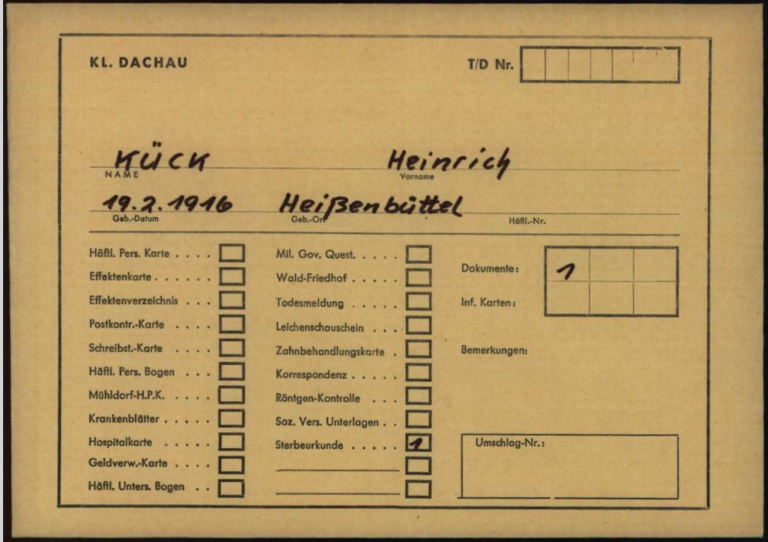 KL. DACHAU T/D Nr.
KÜCK Heinrich
NAME Vorname
19.2.1916 Heißenbüttel
Geb.-Datum Geb.-Ort Häftl.-Nr.
Häftl. Pers. Karte . . . . Mil. Gov. Quest. . . . . .
Effektenkarte . . . . . Wald-Friedhof . . . . . Dokumente: 1
Effektenverzeichnis . . . Todesmeldung . . . . . Inf. Karten:
Postkontr.-Karte . . . . Leichenschauschein . . .
Schreibst.-Karte . . . . Zahnbehandlungskarte . Bemerkungen:
Häftl. Pers. Bogen . . . Korrespondenz . . . . .
Mühldorf-H.P.K. . . . . Röntgen-Kontrolle . . . .
Krankenblätter . . . . . Soz. Vers. Unterlagen . .
Hospitalkarte . . . . . Sterbeurkunde . . . . . 1 Umschlag-Nr.:
Geldverw.-Karte . . . .
Häftl. Unters. Bogen . .